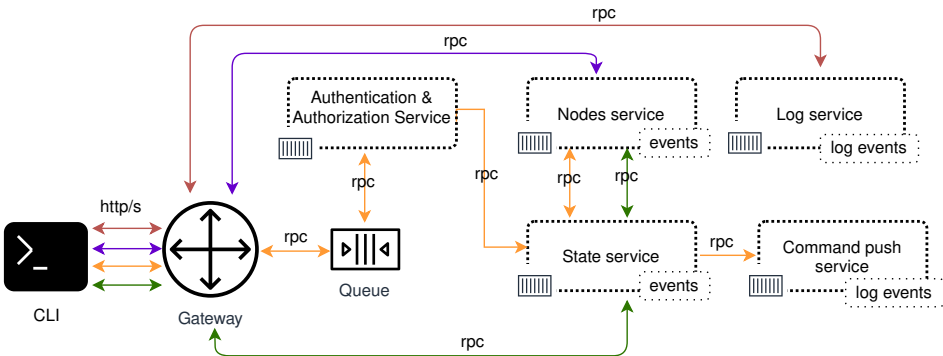 rpc
rpc
Authentication &
Authorization Service
Nodes service
events
Log service
log events
rpc
rpc
rpc
rpc
http/s
rpc
Queue
State service
events
rpc
Command push
service
log events
CLI
Gateway
rpc